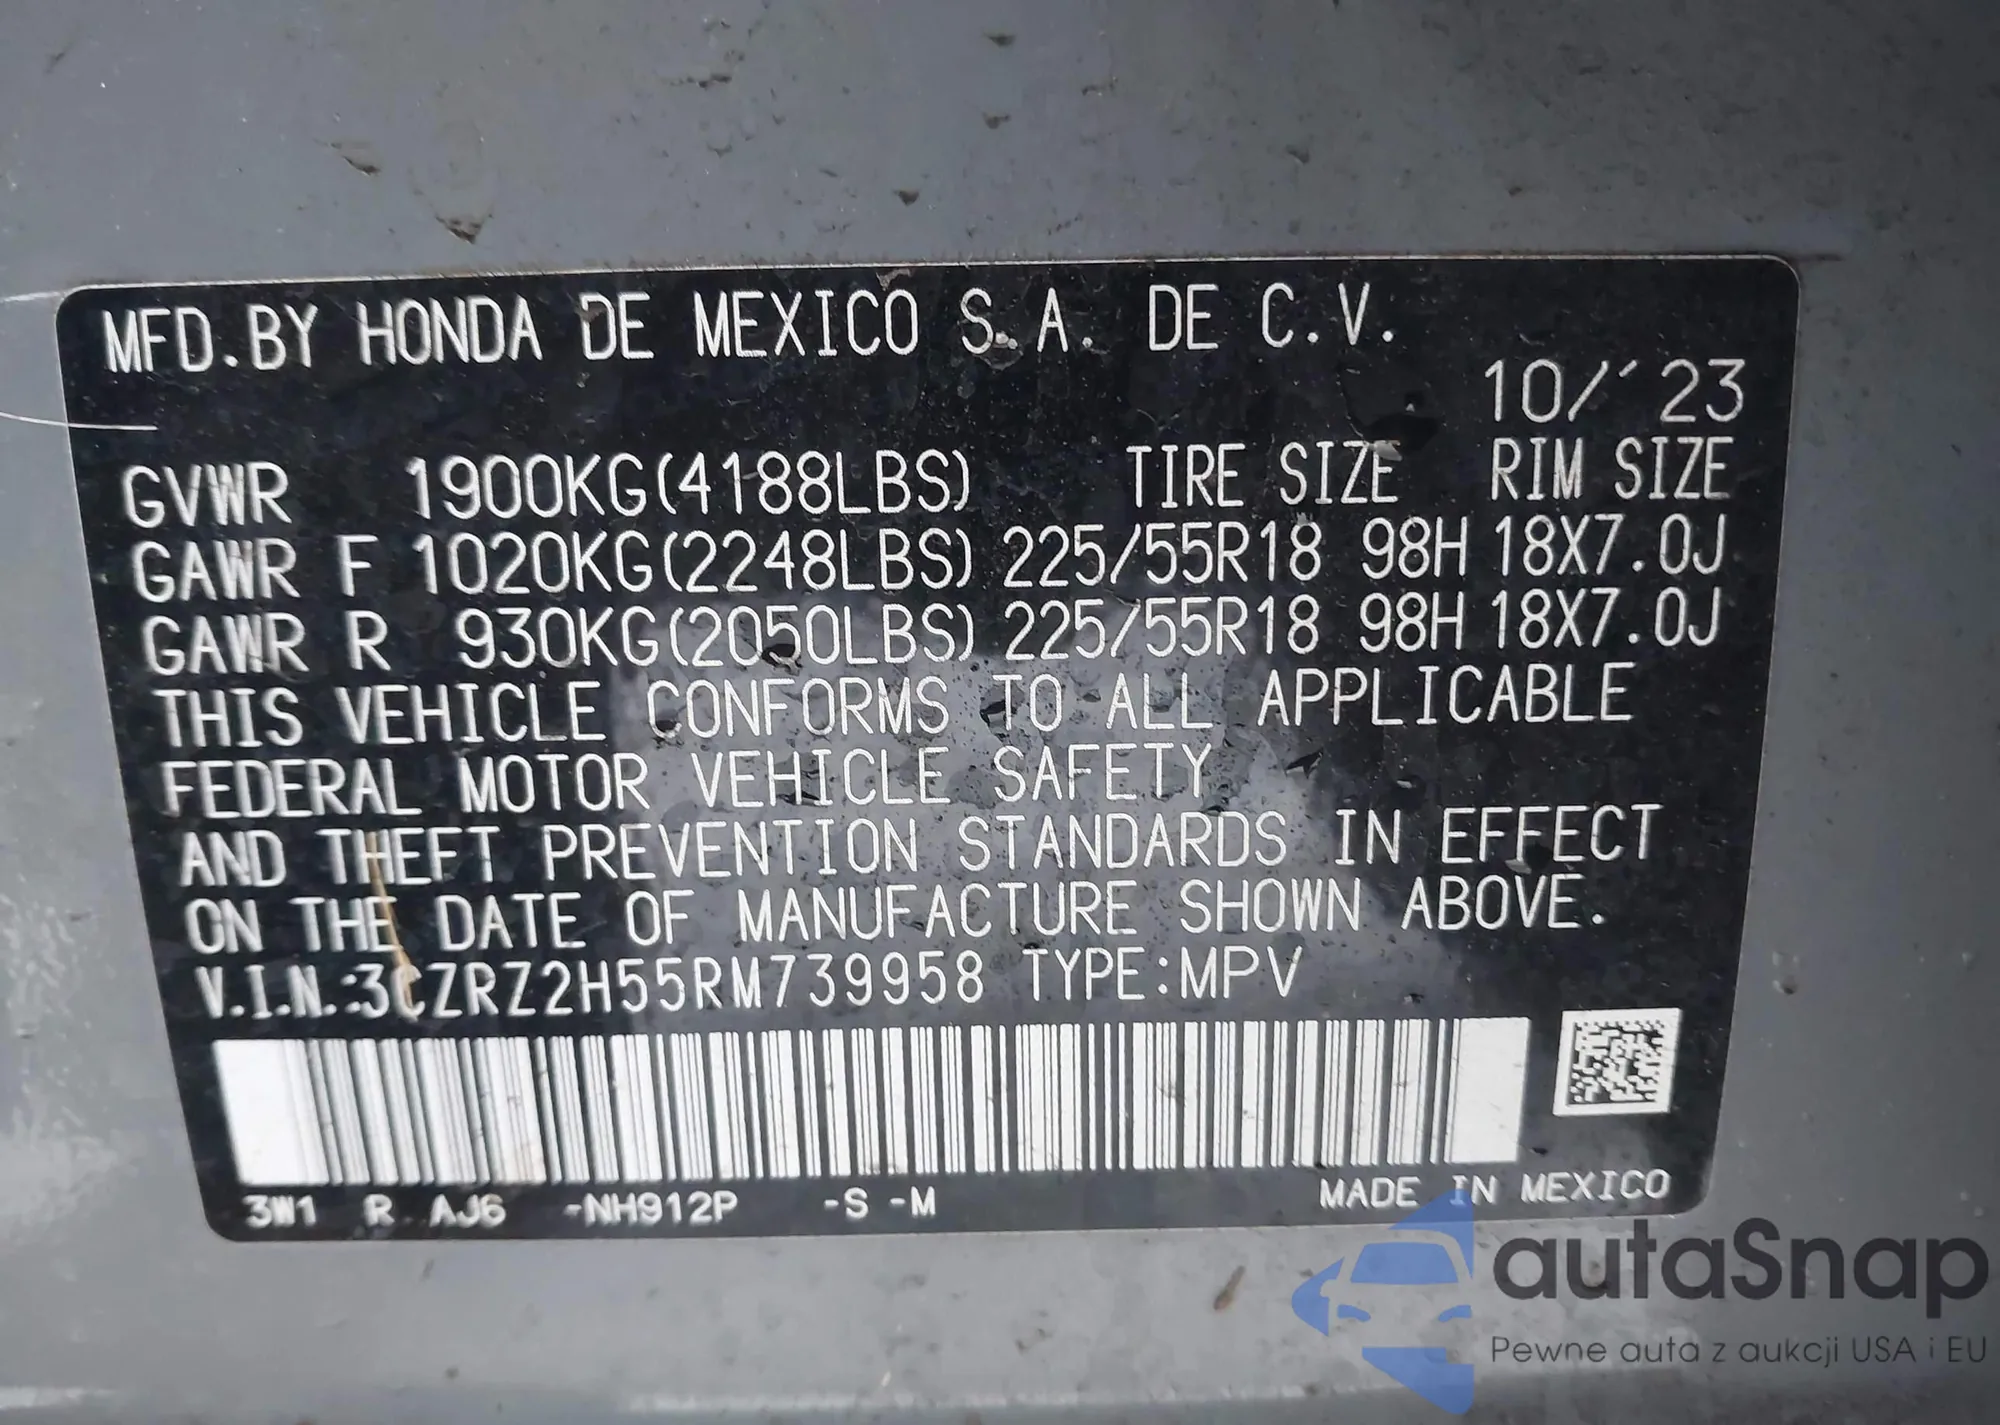 MFD.BY HONDA DE MEXICO S.A. DE C.V.
10/'23
GVWR 1900KG(4188LBS) TIRE SIZE RIM SIZE
GAWR F 1020KG(2248LBS) 225/55R18 98H 18X7.0J
GAWR R 930KG(2050LBS) 225/55R18 98H 18X7.0J
THIS VEHICLE CONFORMS TO ALL APPLICABLE
FEDERAL MOTOR VEHICLE SAFETY
AND THEFT PREVENTION STANDARDS IN EFFECT
ON THE DATE OF MANUFACTURE SHOWN ABOVE.
V.I.N.:3CZRZ2H55RM739958 TYPE:MPV
3W1 R AJ6 -NH912P -S -M MADE IN MEXICO
autaSnap
Pewne auta z aukcji USA i EU